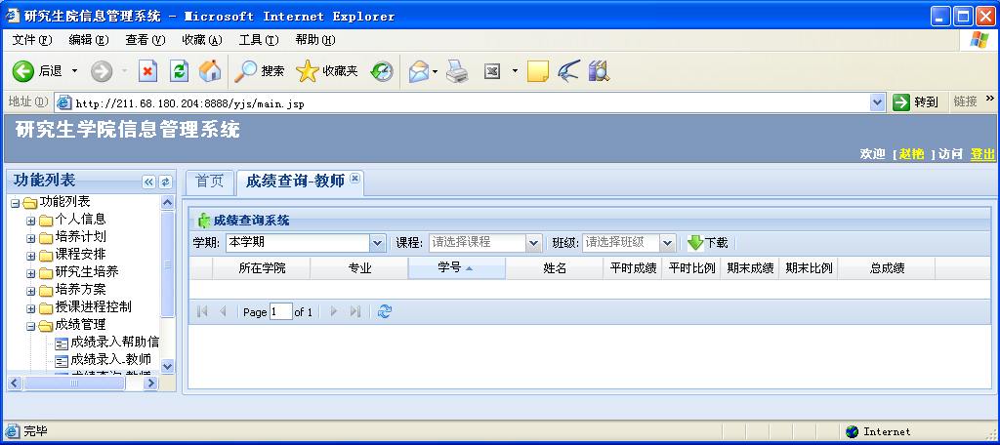 研究生院信息管理系统 - Microsoft Internet Explorer
文件(F) 编辑(E) 查看(V) 收藏(A) 工具(T) 帮助(H)
后退 搜索 收藏夹
地址(D) http://211.68.180.204:8888/yjs/main.jsp 转到 链接 »
研究生学院信息管理系统
欢迎 [赵艳 ]访问 登出
功能列表
功能列表
个人信息
培养计划
课程安排
研究生培养
培养方案
授课进程控制
成绩管理
成绩录入帮助信
成绩录入-教师
成绩查询-教师
首页 成绩查询-教师
成绩查询系统
学期: 本学期 课程: 请选择课程 班级: 请选择班级 下载
所在学院 专业 学号 姓名 平时成绩 平时比例 期末成绩 期末比例 总成绩
Page 1 of 1
完毕 Internet